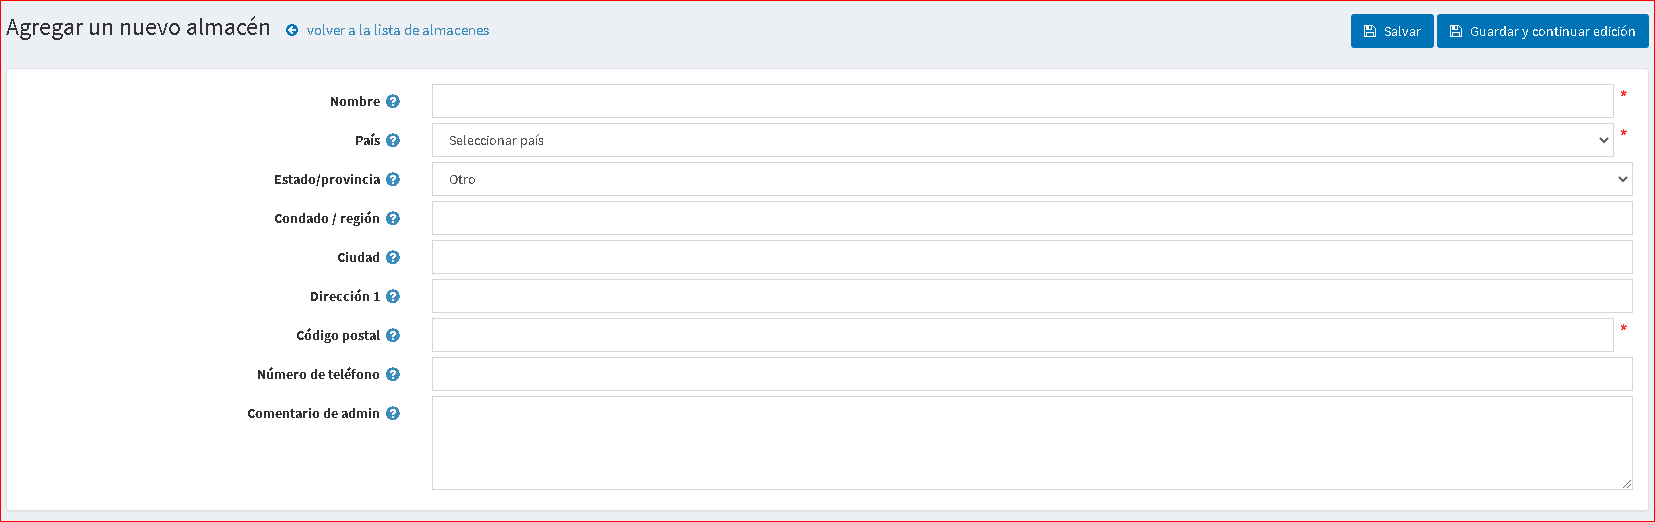 Agregar un nuevo almacén volver a la lista de almacenes Salvar Guardar y continuar edición
Nombre *
País Seleccionar país *
Estado/provincia Otro
Condado / región
Ciudad
Dirección 1
Código postal *
Número de teléfono
Comentario de admin